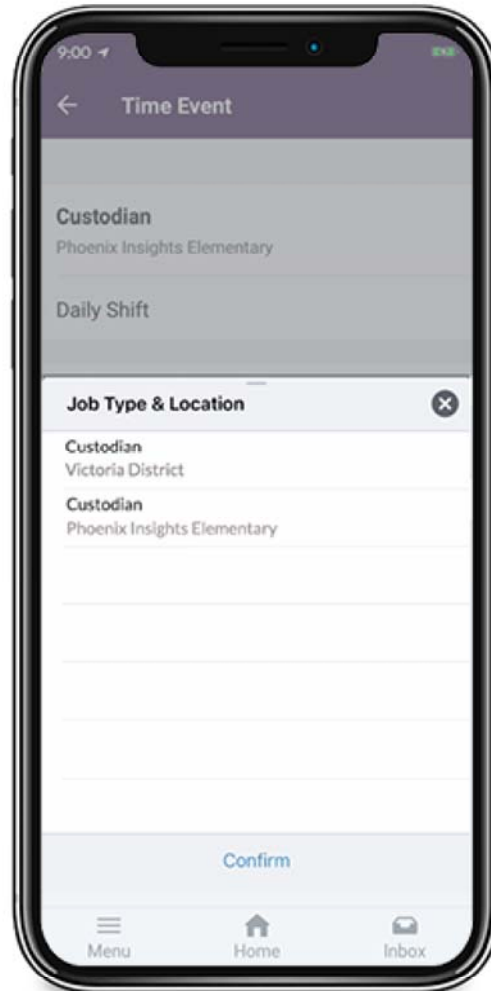 9:00
Time Event
Custodian
Phoenix Insights Elementary
Daily Shift
Job Type & Location
Custodian
Victoria District
Custodian
Phoenix Insights Elementary
Confirm
Menu Home Inbox